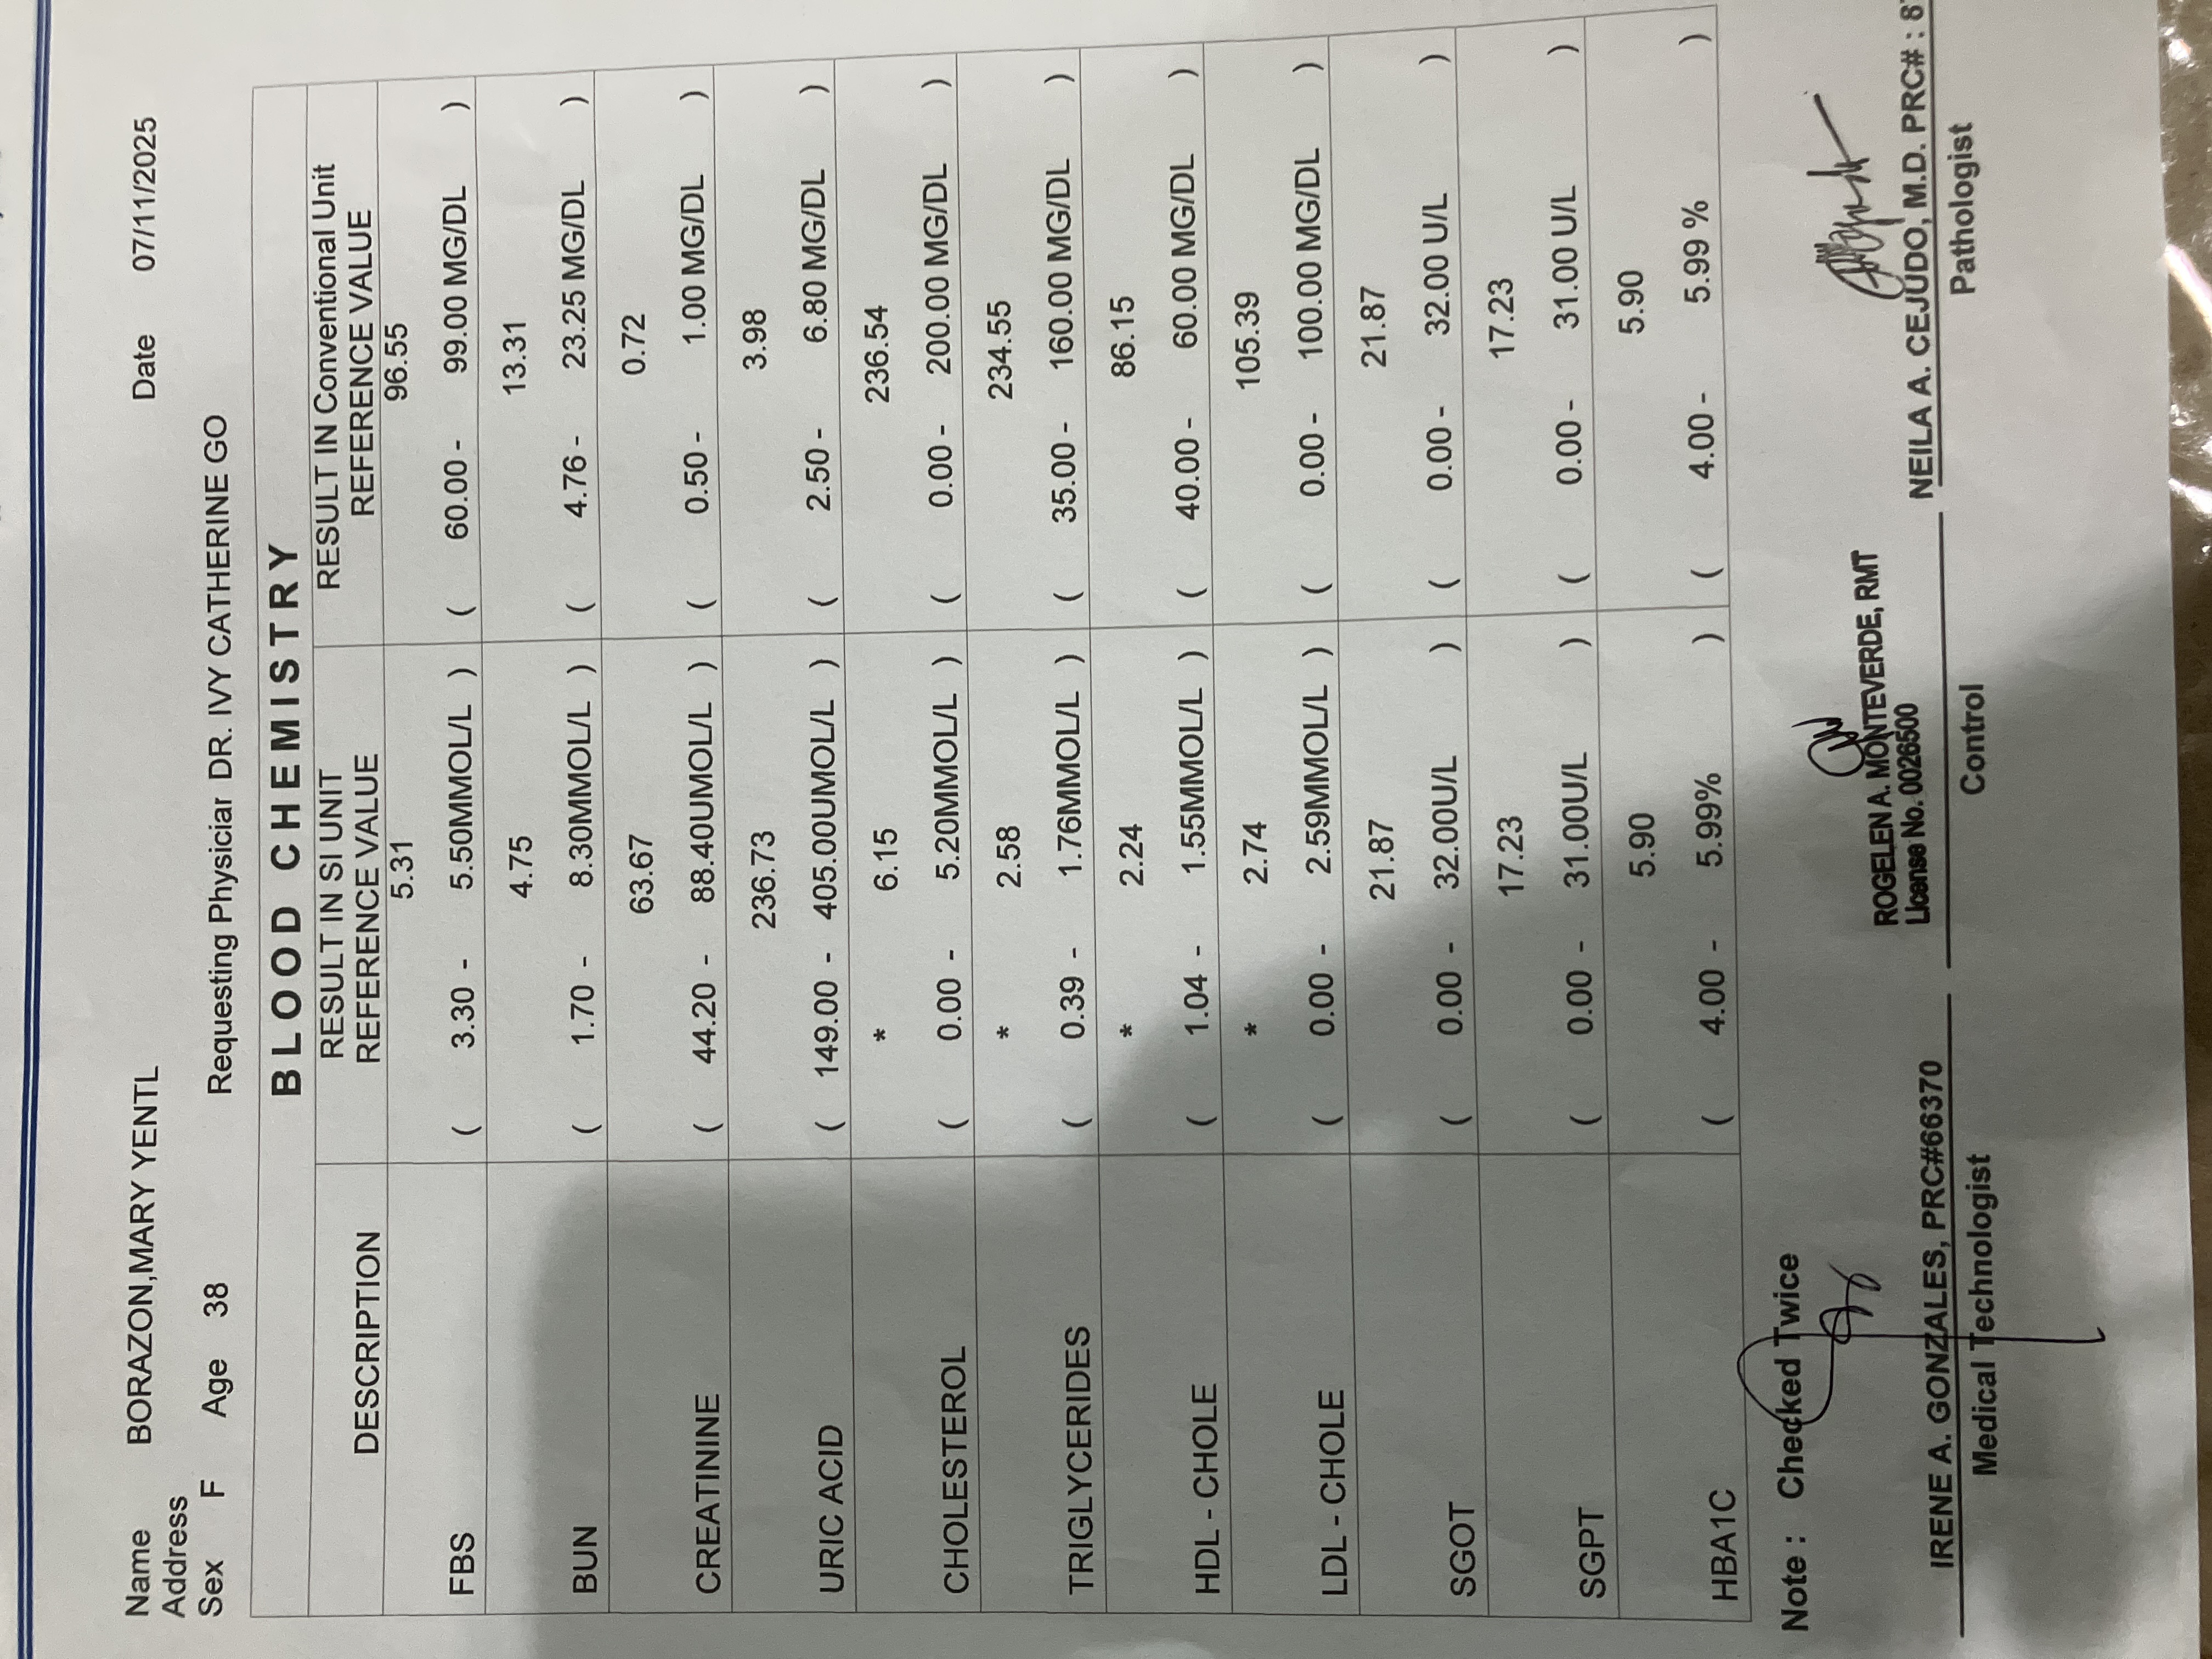 Name BORAZON,MARY YENTL Date 07/11/2025
Address
Sex F Age 38 Requesting Physiciar DR. IVY CATHERINE GO
BLOOD CHEMISTRY
DESCRIPTION RESULT IN SI UNIT REFERENCE VALUE RESULT IN Conventional Unit REFERENCE VALUE
5.31 96.55
FBS ( 3.30 - 5.50MMOL/L ) ( 60.00 - 99.00 MG/DL )
4.75 13.31
BUN ( 1.70 - 8.30MMOL/L ) ( 4.76 - 23.25 MG/DL )
63.67 0.72
CREATININE ( 44.20 - 88.40UMOL/L ) ( 0.50 - 1.00 MG/DL )
236.73 3.98
URIC ACID ( 149.00 - 405.00UMOL/L ) ( 2.50 - 6.80 MG/DL )
* 6.15 236.54
CHOLESTEROL ( 0.00 - 5.20MMOL/L ) ( 0.00 - 200.00 MG/DL )
* 2.58 234.55
TRIGLYCERIDES ( 0.39 - 1.76MMOL/L ) ( 35.00 - 160.00 MG/DL )
* 2.24 86.15
HDL - CHOLE ( 1.04 - 1.55MMOL/L ) ( 40.00 - 60.00 MG/DL )
* 2.74 105.39
LDL - CHOLE ( 0.00 - 2.59MMOL/L ) ( 0.00 - 100.00 MG/DL )
21.87 21.87
SGOT ( 0.00 - 32.00U/L ) ( 0.00 - 32.00 U/L )
17.23 17.23
SGPT ( 0.00 - 31.00U/L ) ( 0.00 - 31.00 U/L )
5.90 5.90
HBA1C ( 4.00 - 5.99% ) ( 4.00 - 5.99 % )
Note : Checked Twice
ROGELEN A. MONTEVERDE, RMT
License No. 0026500
IRENE A. GONZALES, PRC#66370 NEILA A. CEJUDO, M.D. PRC# :
Medical Technologist Control Pathologist